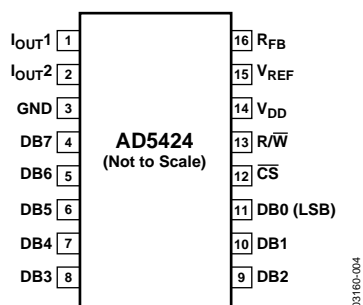 IOUT1 1
IOUT2 2
GND 3
DB7 4
DB6 5
DB5 6
DB4 7
DB3 8
AD5424
(Not to Scale)
16 RFB
15 VREF
14 VDD
13 R/W̅
12 C̅S̅
11 DB0 (LSB)
10 DB1
9 DB2
03160-004